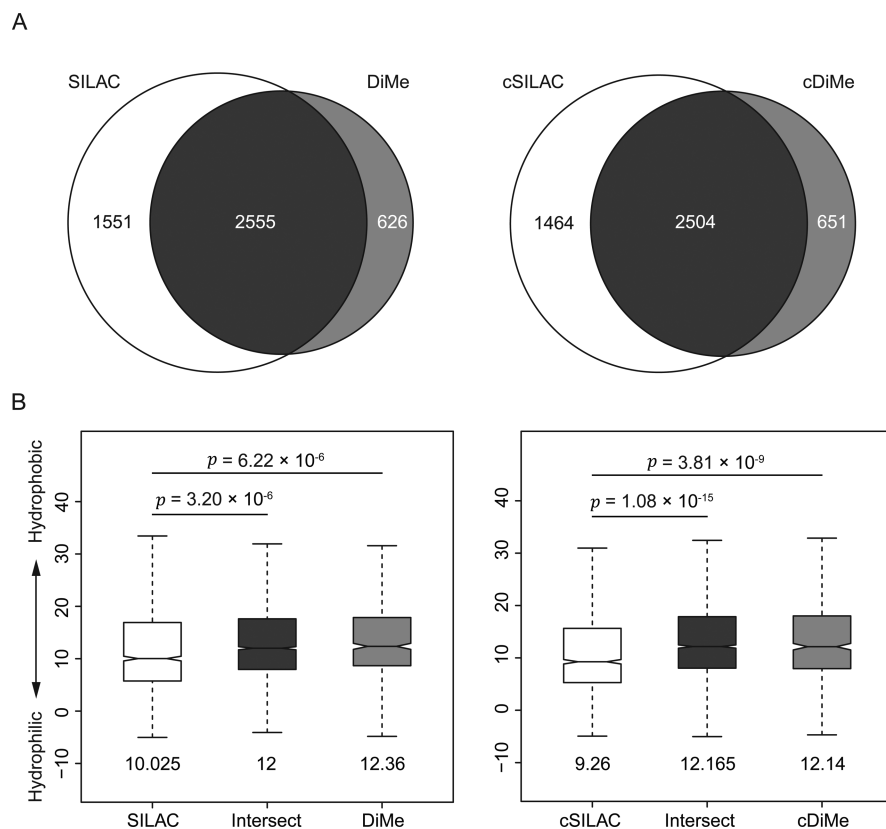 A
SILAC
DiMe
1551
2555
626
cSILAC
cDiMe
1464
2504
651
B
Hydrophobic
Hydrophilic
40
30
20
10
0
−10
p = 6.22 × 10-6
p = 3.20 × 10-6
10.025
12
12.36
SILAC
Intersect
DiMe
40
30
20
10
0
−10
p = 3.81 × 10-9
p = 1.08 × 10-15
9.26
12.165
12.14
cSILAC
Intersect
cDiMe